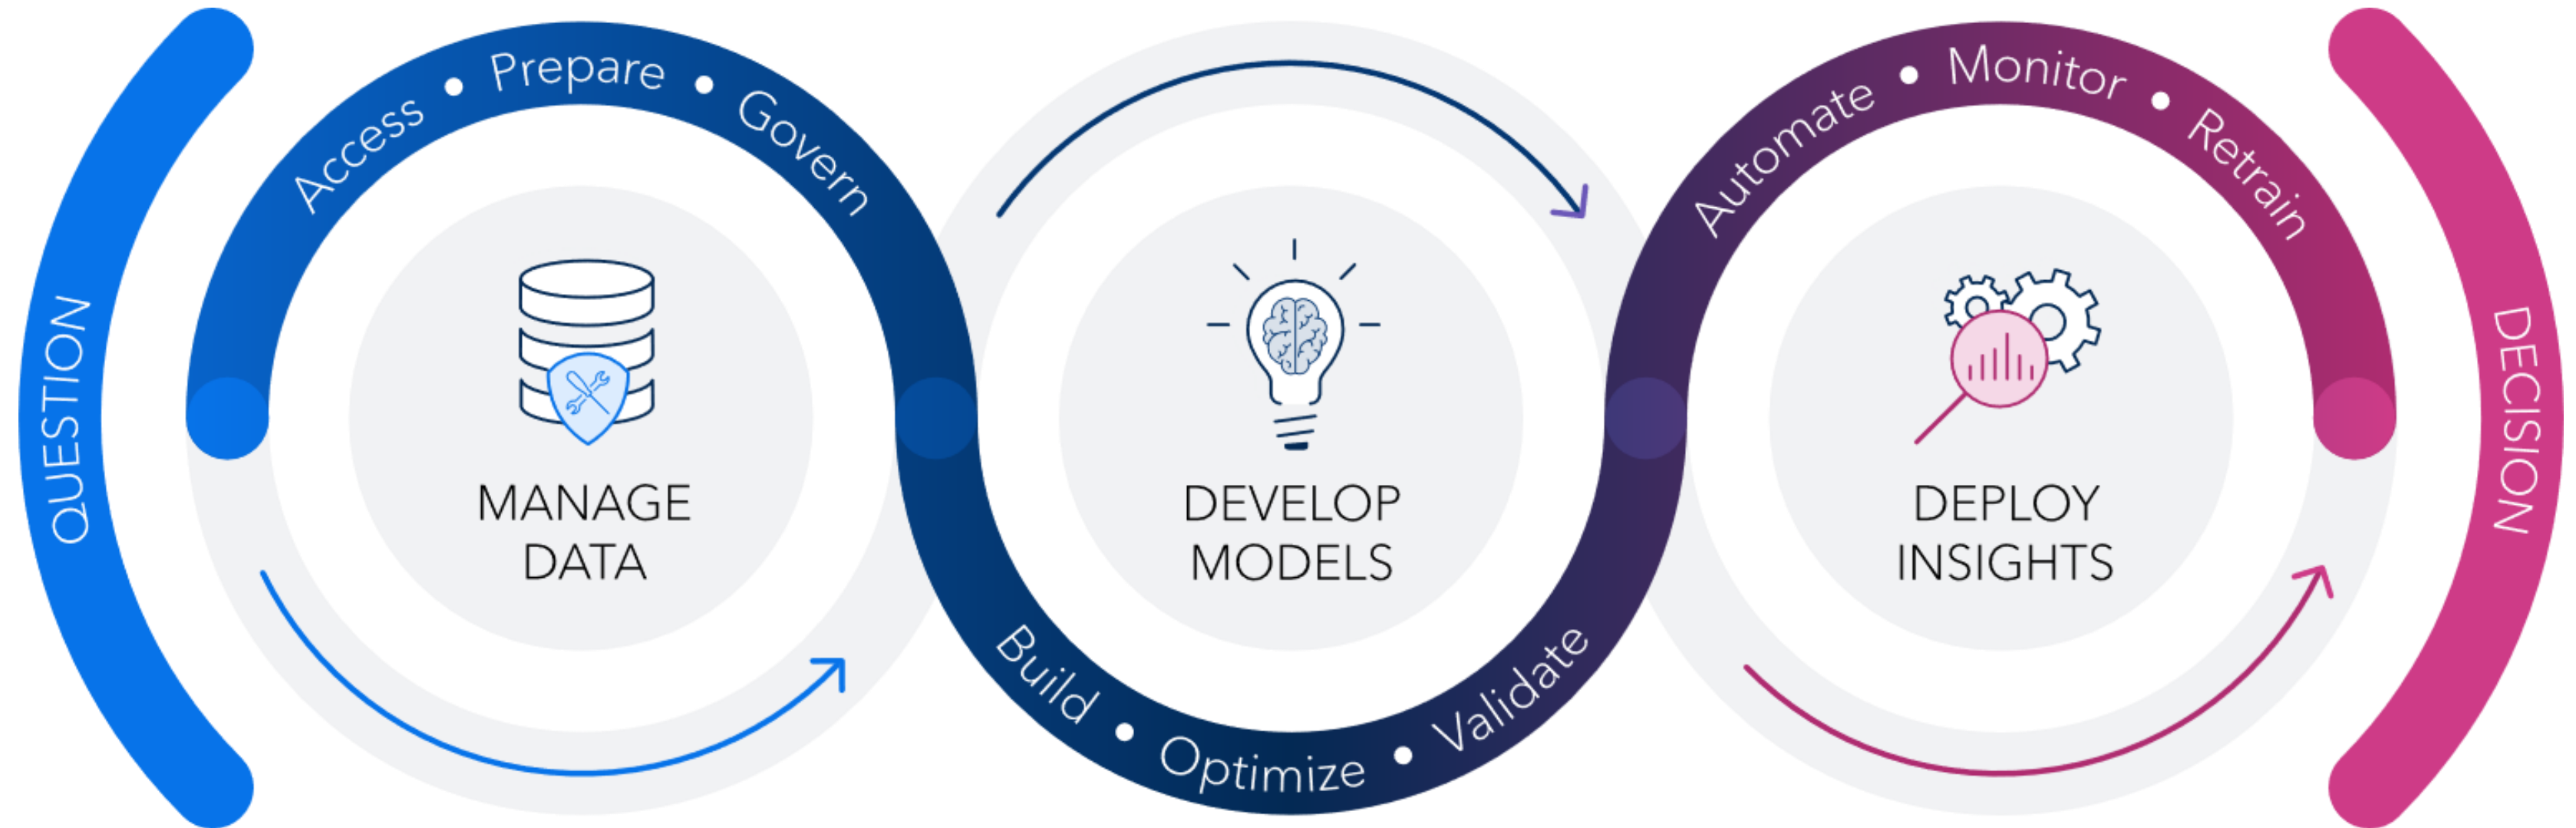 QUESTION
Access • Prepare • Govern
MANAGE
DATA
Build • Optimize • Validate
DEVELOP
MODELS
Automate • Monitor • Retrain
DEPLOY
INSIGHTS
DECISION